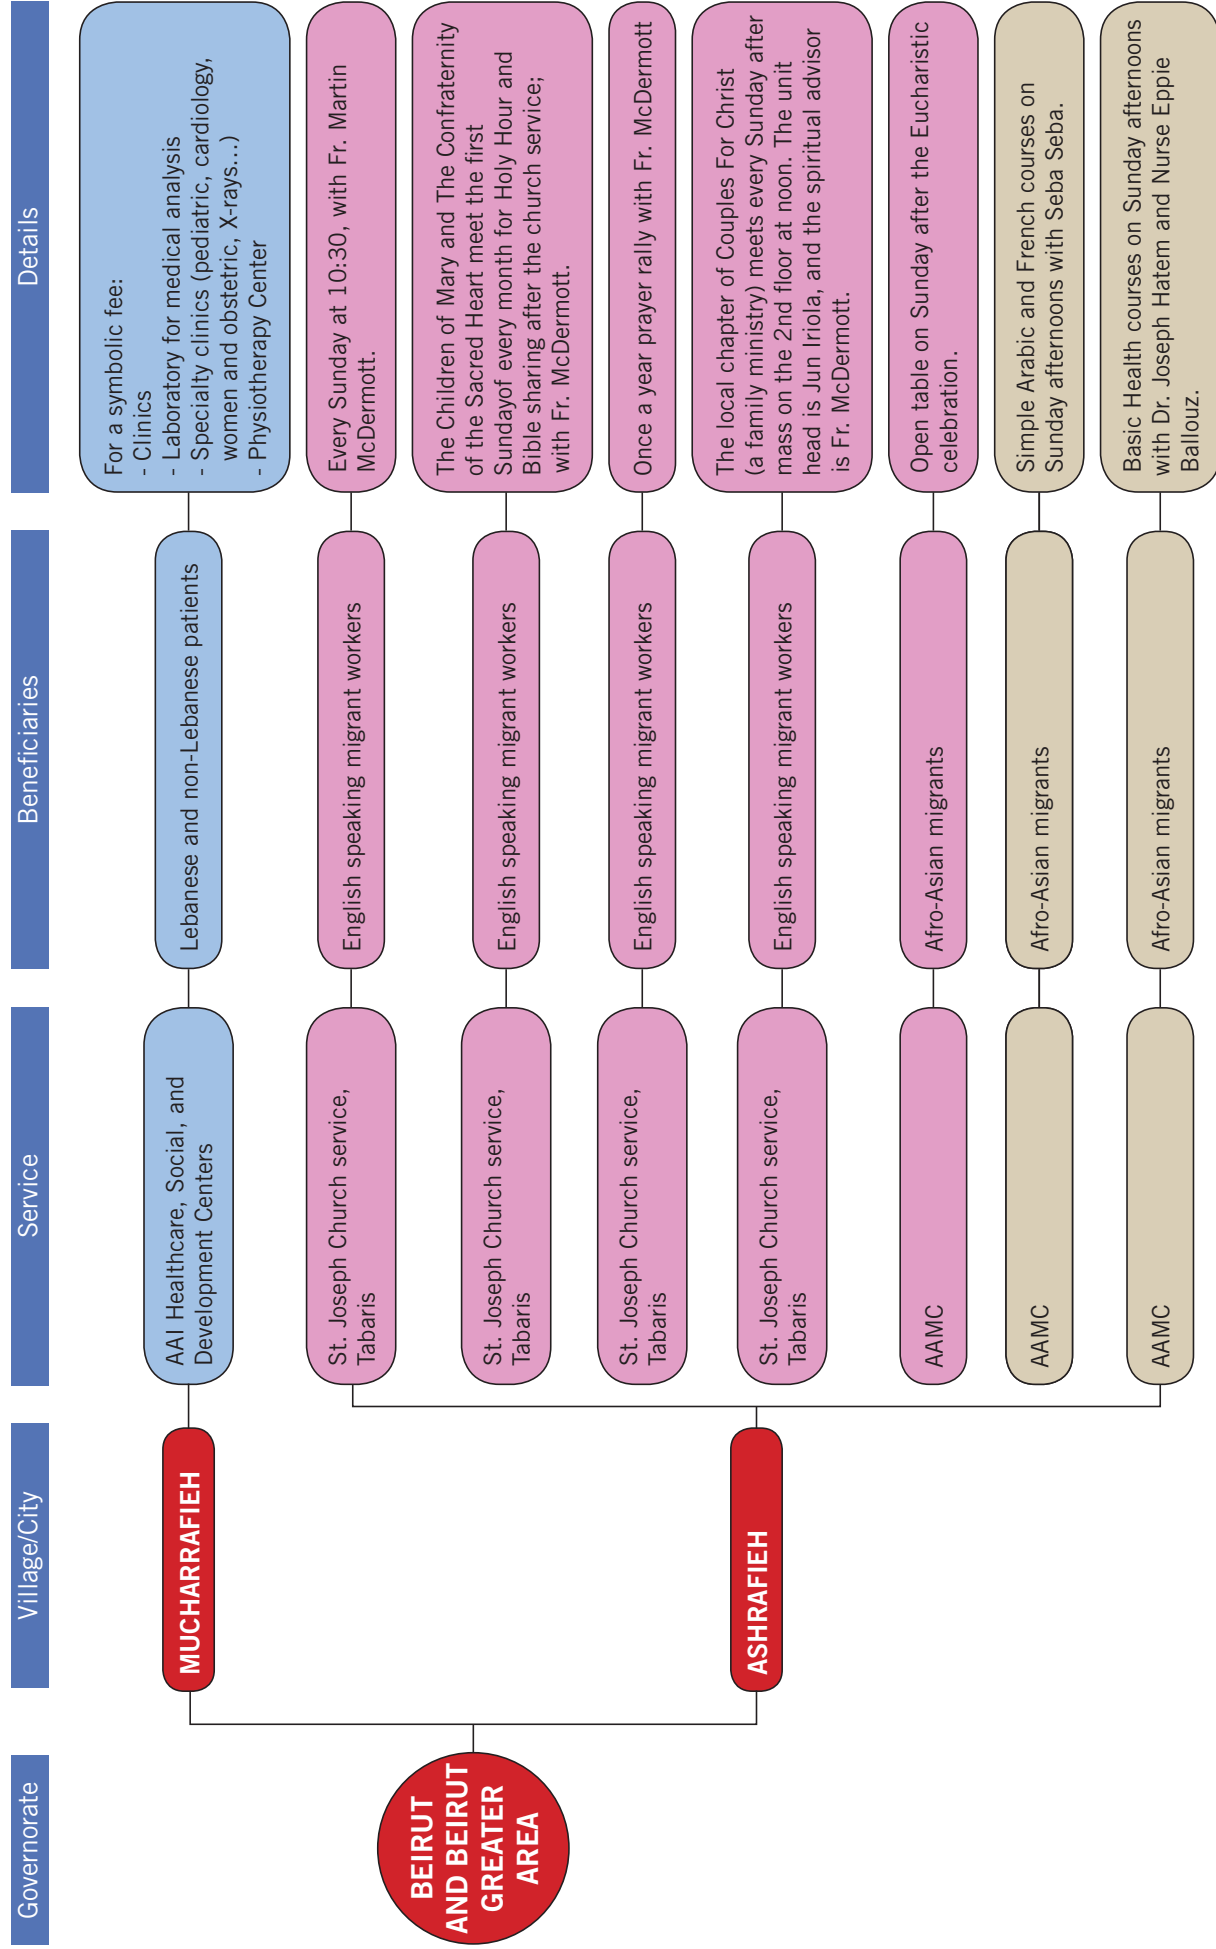 Governorate
Village/City
Service
Beneficiaries
Details
BEIRUT
AND BEIRUT
GREATER
AREA
MUCHARRAFIEH
AAI Healthcare, Social, and
Development Centers
Lebanese and non-Lebanese patients
For a symbolic fee:
- Clinics
- Laboratory for medical analysis
- Specialty clinics (pediatric, cardiology,
women and obstetric, X-rays...)
- Physiotherapy Center
ASHRAFIEH
St. Joseph Church service,
Tabaris
English speaking migrant workers
Every Sunday at 10:30, with Fr. Martin
McDermott.
St. Joseph Church service,
Tabaris
English speaking migrant workers
The Children of Mary and The Confraternity
of the Sacred Heart meet the first
Sundayof every month for Holy Hour and
Bible sharing after the church service;
with Fr. McDermott.
St. Joseph Church service,
Tabaris
English speaking migrant workers
Once a year prayer rally with Fr. McDermott
St. Joseph Church service,
Tabaris
English speaking migrant workers
The local chapter of Couples For Christ
(a family ministry) meets every Sunday after
mass on the 2nd floor at noon. The unit
head is Jun Iriola, and the spiritual advisor
is Fr. McDermott.
AAMC
Afro-Asian migrants
Open table on Sunday after the Eucharistic
celebration.
AAMC
Afro-Asian migrants
Simple Arabic and French courses on
Sunday afternoons with Seba Seba.
AAMC
Afro-Asian migrants
Basic Health courses on Sunday afternoons
with Dr. Joseph Hatem and Nurse Eppie
Ballouz.